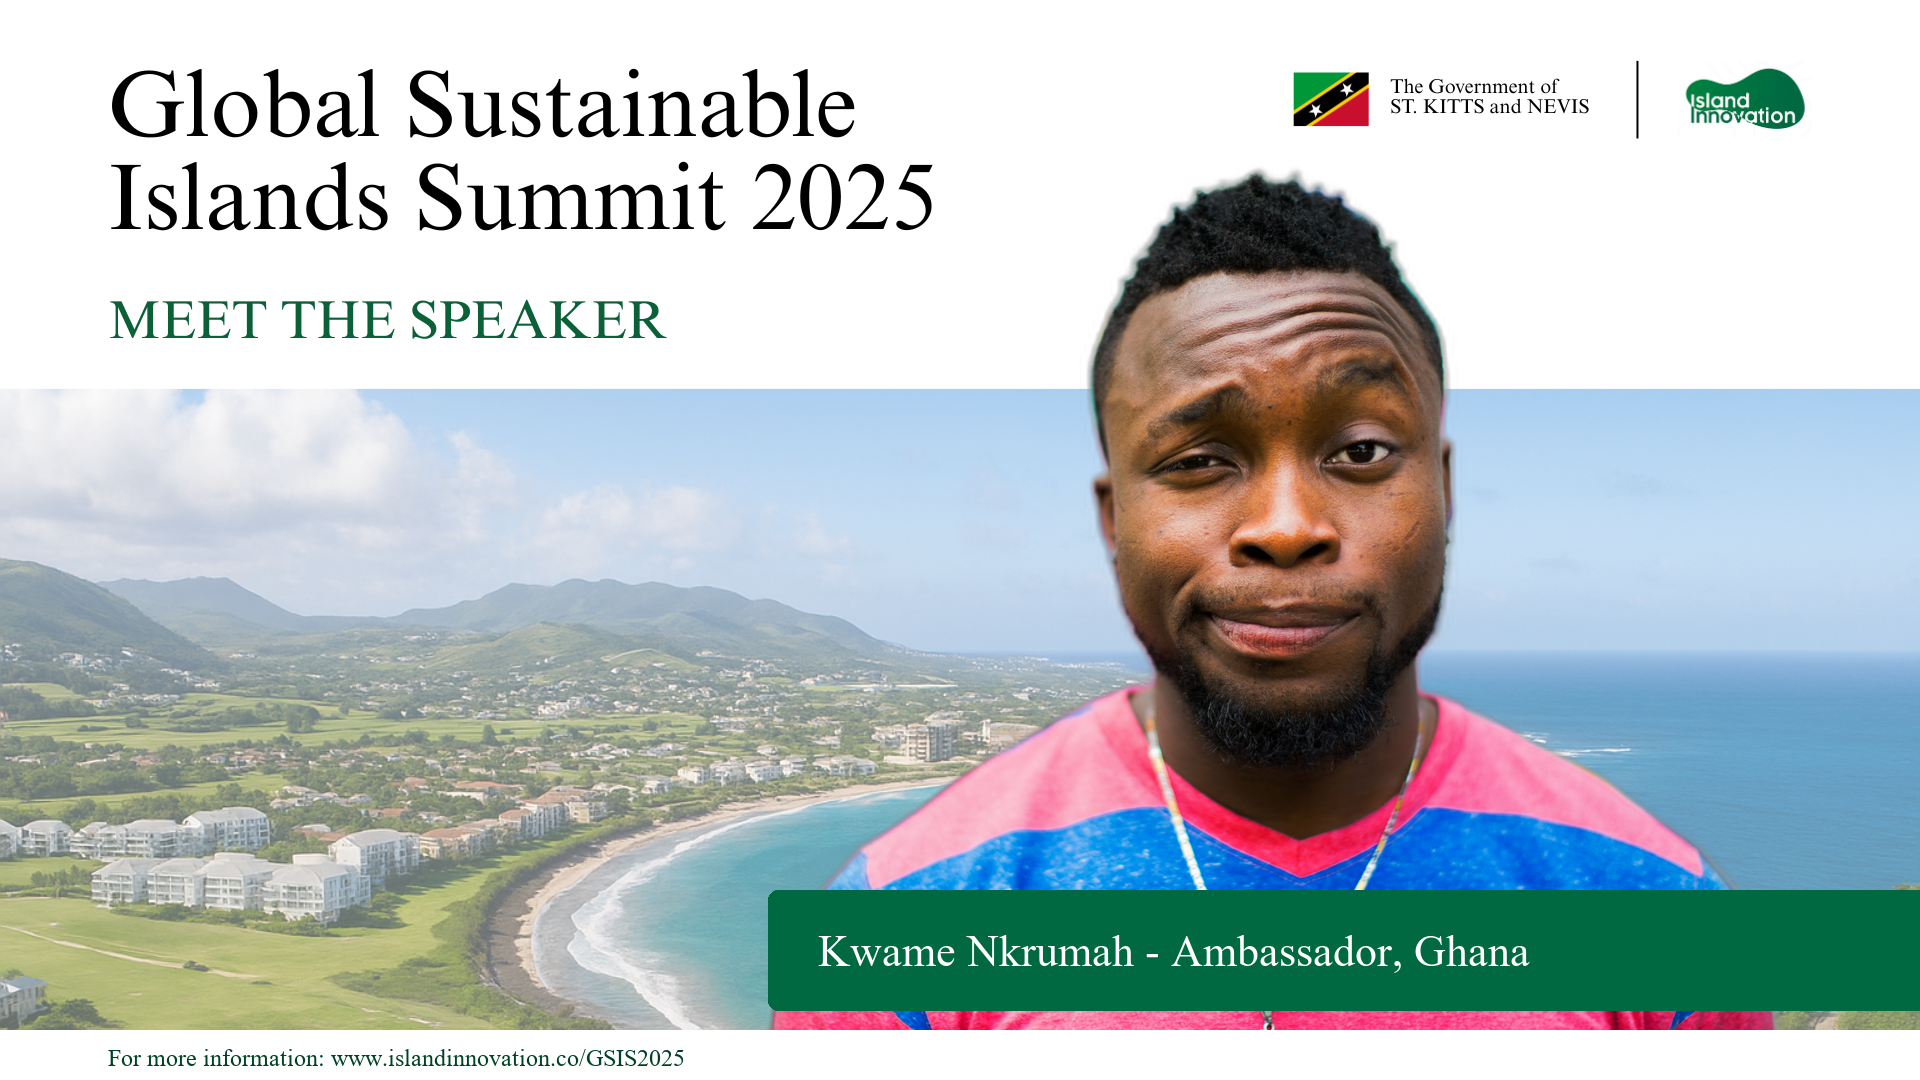 Global Sustainable
Islands Summit 2025
The Government of
ST. KITTS and NEVIS
Island
Innovation
MEET THE SPEAKER
Kwame Nkrumah - Ambassador, Ghana
For more information: www.islandinnovation.co/GSIS2025